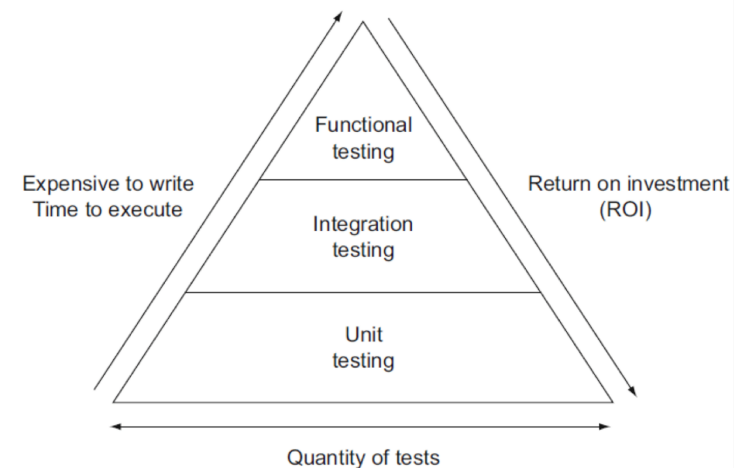 Functional
testing
Expensive to write
Time to execute
Return on investment
(ROI)
Integration
testing
Unit
testing
Quantity of tests